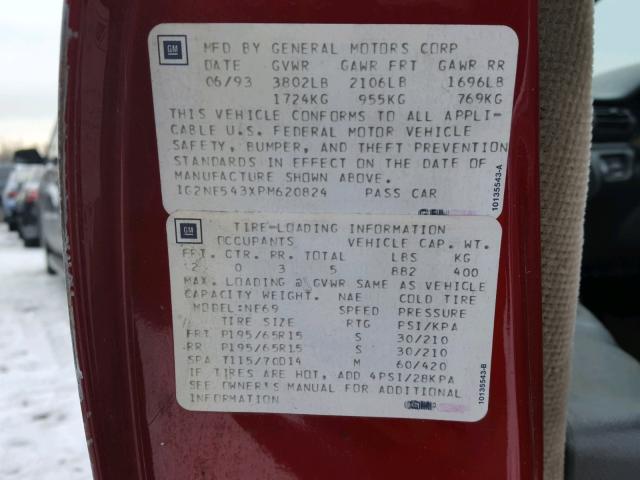 GM MFD BY GENERAL MOTORS CORP
DATE GVWR GAWR FRT GAWR RR
06/93 3802LB 2106LB 1696LB
1724KG 955KG 769KG
THIS VEHICLE CONFORMS TO ALL APPLI-
CABLE U.S. FEDERAL MOTOR VEHICLE
SAFETY, BUMPER, AND THEFT PREVENTION
STANDARDS IN EFFECT ON THE DATE OF
MANUFACTURE SHOWN ABOVE.
1G2NE543XPM620824 PASS CAR
10135543-A
GM TIRE-LOADING INFORMATION
OCCUPANTS VEHICLE CAP. WT.
FRT. CTR. RR. TOTAL LBS KG
2 0 3 5 882 400
MAX. LOADING @ GVWR SAME AS VEHICLE
CAPACITY WEIGHT. NAE COLD TIRE
MODEL:NE69 SPEED PRESSURE
TIRE SIZE RTG PSI/KPA
FRT P195/65R15 S 30/210
RR P195/65R15 S 30/210
SPA T115/70D14 M 60/420
IF TIRES ARE HOT, ADD 4PSI/28KPA
SEE OWNER'S MANUAL FOR ADDITIONAL
INFORMATION
10135543-B